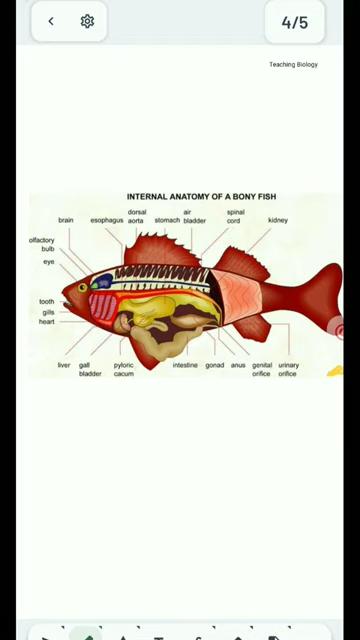 4/5
Teaching Biology
INTERNAL ANATOMY OF A BONY FISH
dorsal air spinal
brain esophagus aorta stomach bladder cord kidney
olfactory
bulb
eye
tooth
gills
heart
liver gall pyloric intestine gonad anus genital urinary
bladder cacum orifice orifice